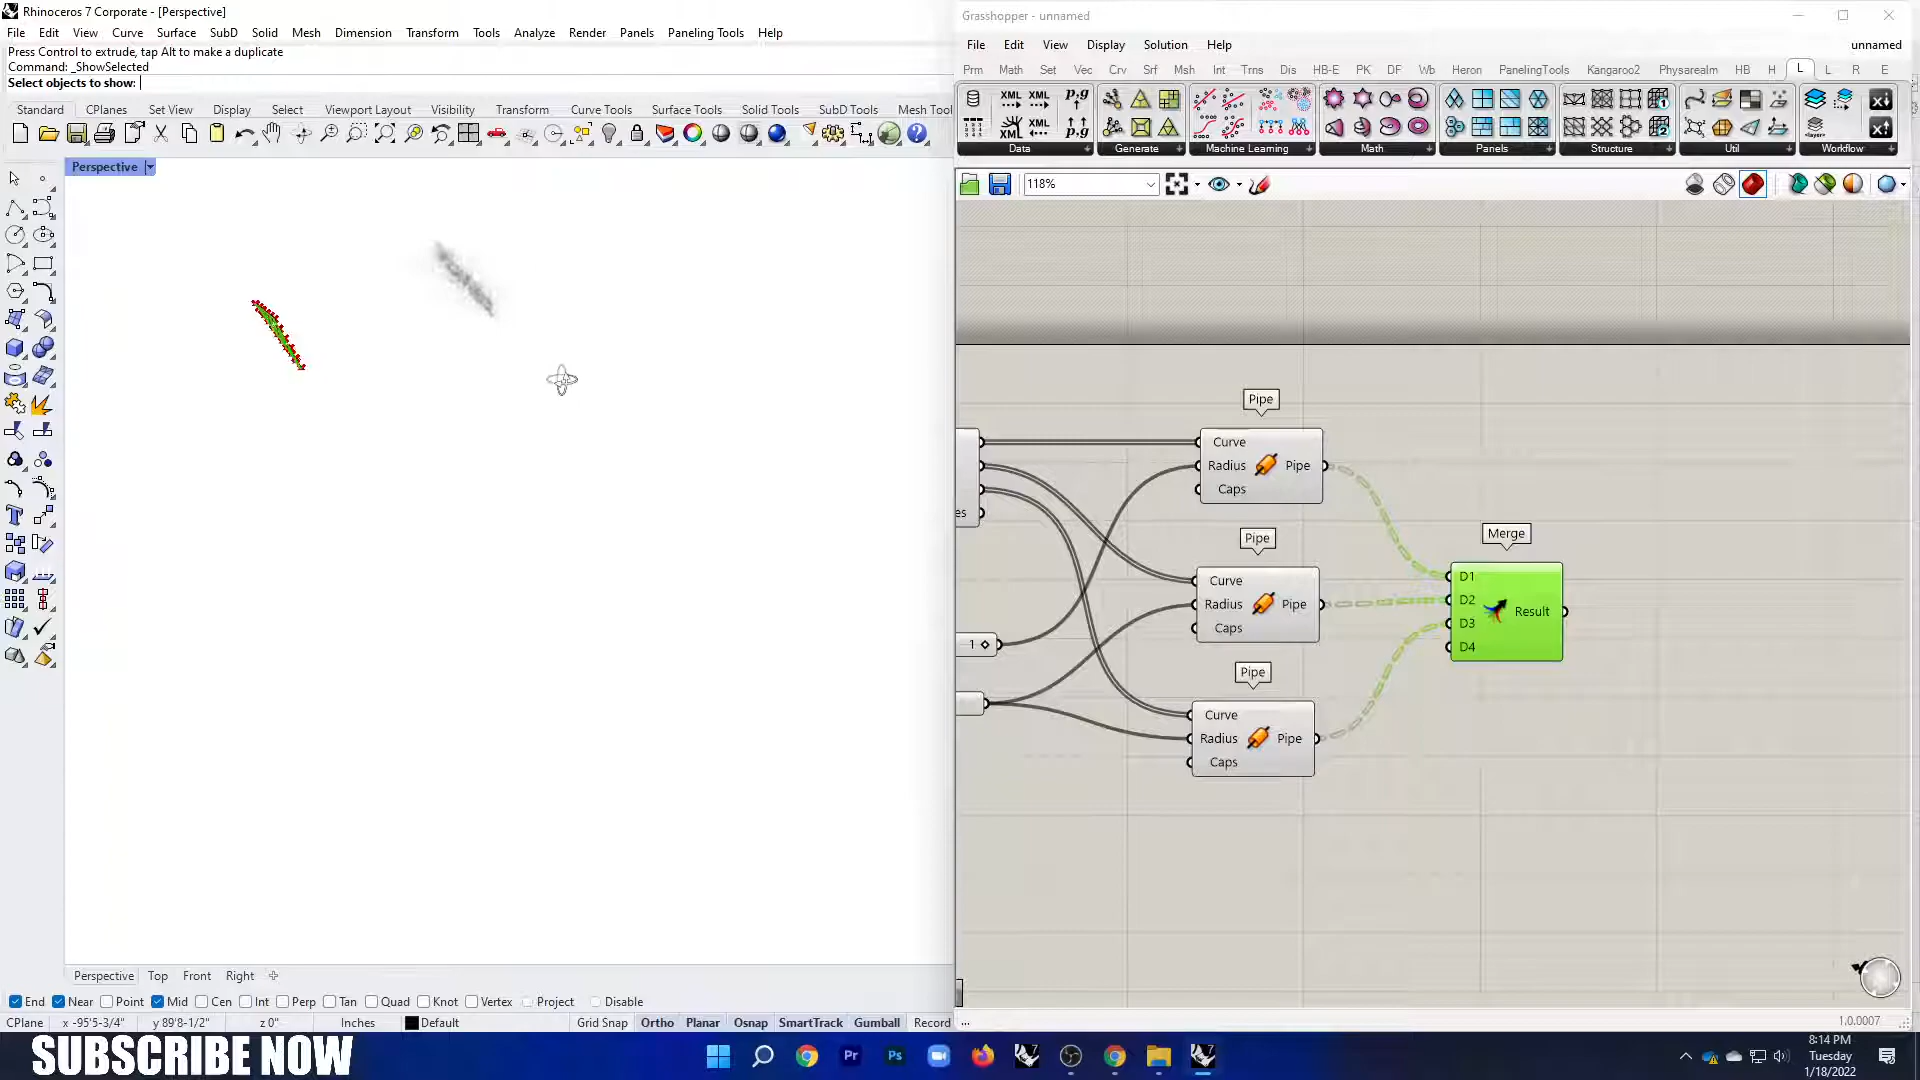 Rhinoceros 7 Corporate - [Perspective]
File Edit View Curve Surface SubD Solid Mesh Dimension Transform Tools Analyze Render Panels Paneling Tools Help
Press Control to extrude, tap Alt to make a duplicate
Command: _ShowSelected
Select objects to show:
Standard CPlanes Set View Display Select Viewport Layout Visibility Transform Curve Tools Surface Tools Solid Tools SubD Tools Mesh Tool
Perspective
Perspective Top Front Right
End Near Point Mid Cen Int Perp Tan Quad Knot Vertex Project Disable
CPlane x -95'5-3/4" y 89'8-1/2" z 0" Inches Default Grid Snap Ortho Planar Osnap SmartTrack Gumball Record
Grasshopper - unnamed
File Edit View Display Solution Help unnamed
Prm Math Set Vec Crv Srf Msh Int Trns Dis HB-E PK DF Wb Heron PanelingTools Kangaroo2 Physarealm HB H L L R E
XML XML p,g
XML XML p,g
Data Generate Machine Learning Math Panels Structure Util Workflow
118%
Pipe
Curve
Radius Pipe
Caps
es
Pipe
Curve
Radius Pipe
Caps
1
Pipe
Curve
Radius Pipe
Caps
Merge
D1
D2
D3
D4
Result
...
1.0.0007
SUBSCRIBE NOW
Pr Ps
8:14 PM
Tuesday
1/18/2022